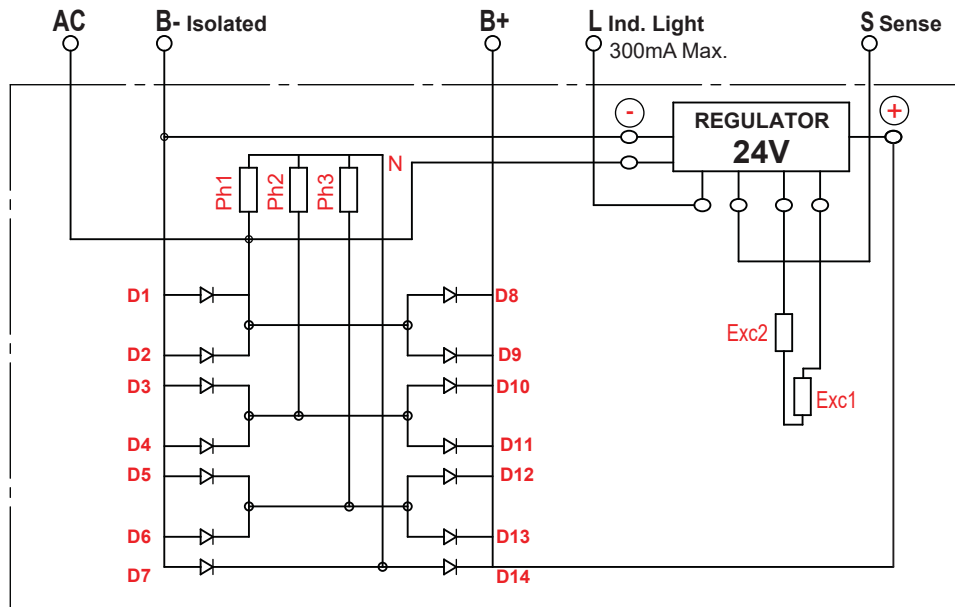 AC
B- Isolated
B+
L Ind. Light
300mA Max.
S Sense
-
REGULATOR
24V
+
N
Ph1
Ph2
Ph3
D1
D8
D2
D9
D3
D10
D4
D11
D5
D12
D6
D13
D7
D14
Exc2
Exc1